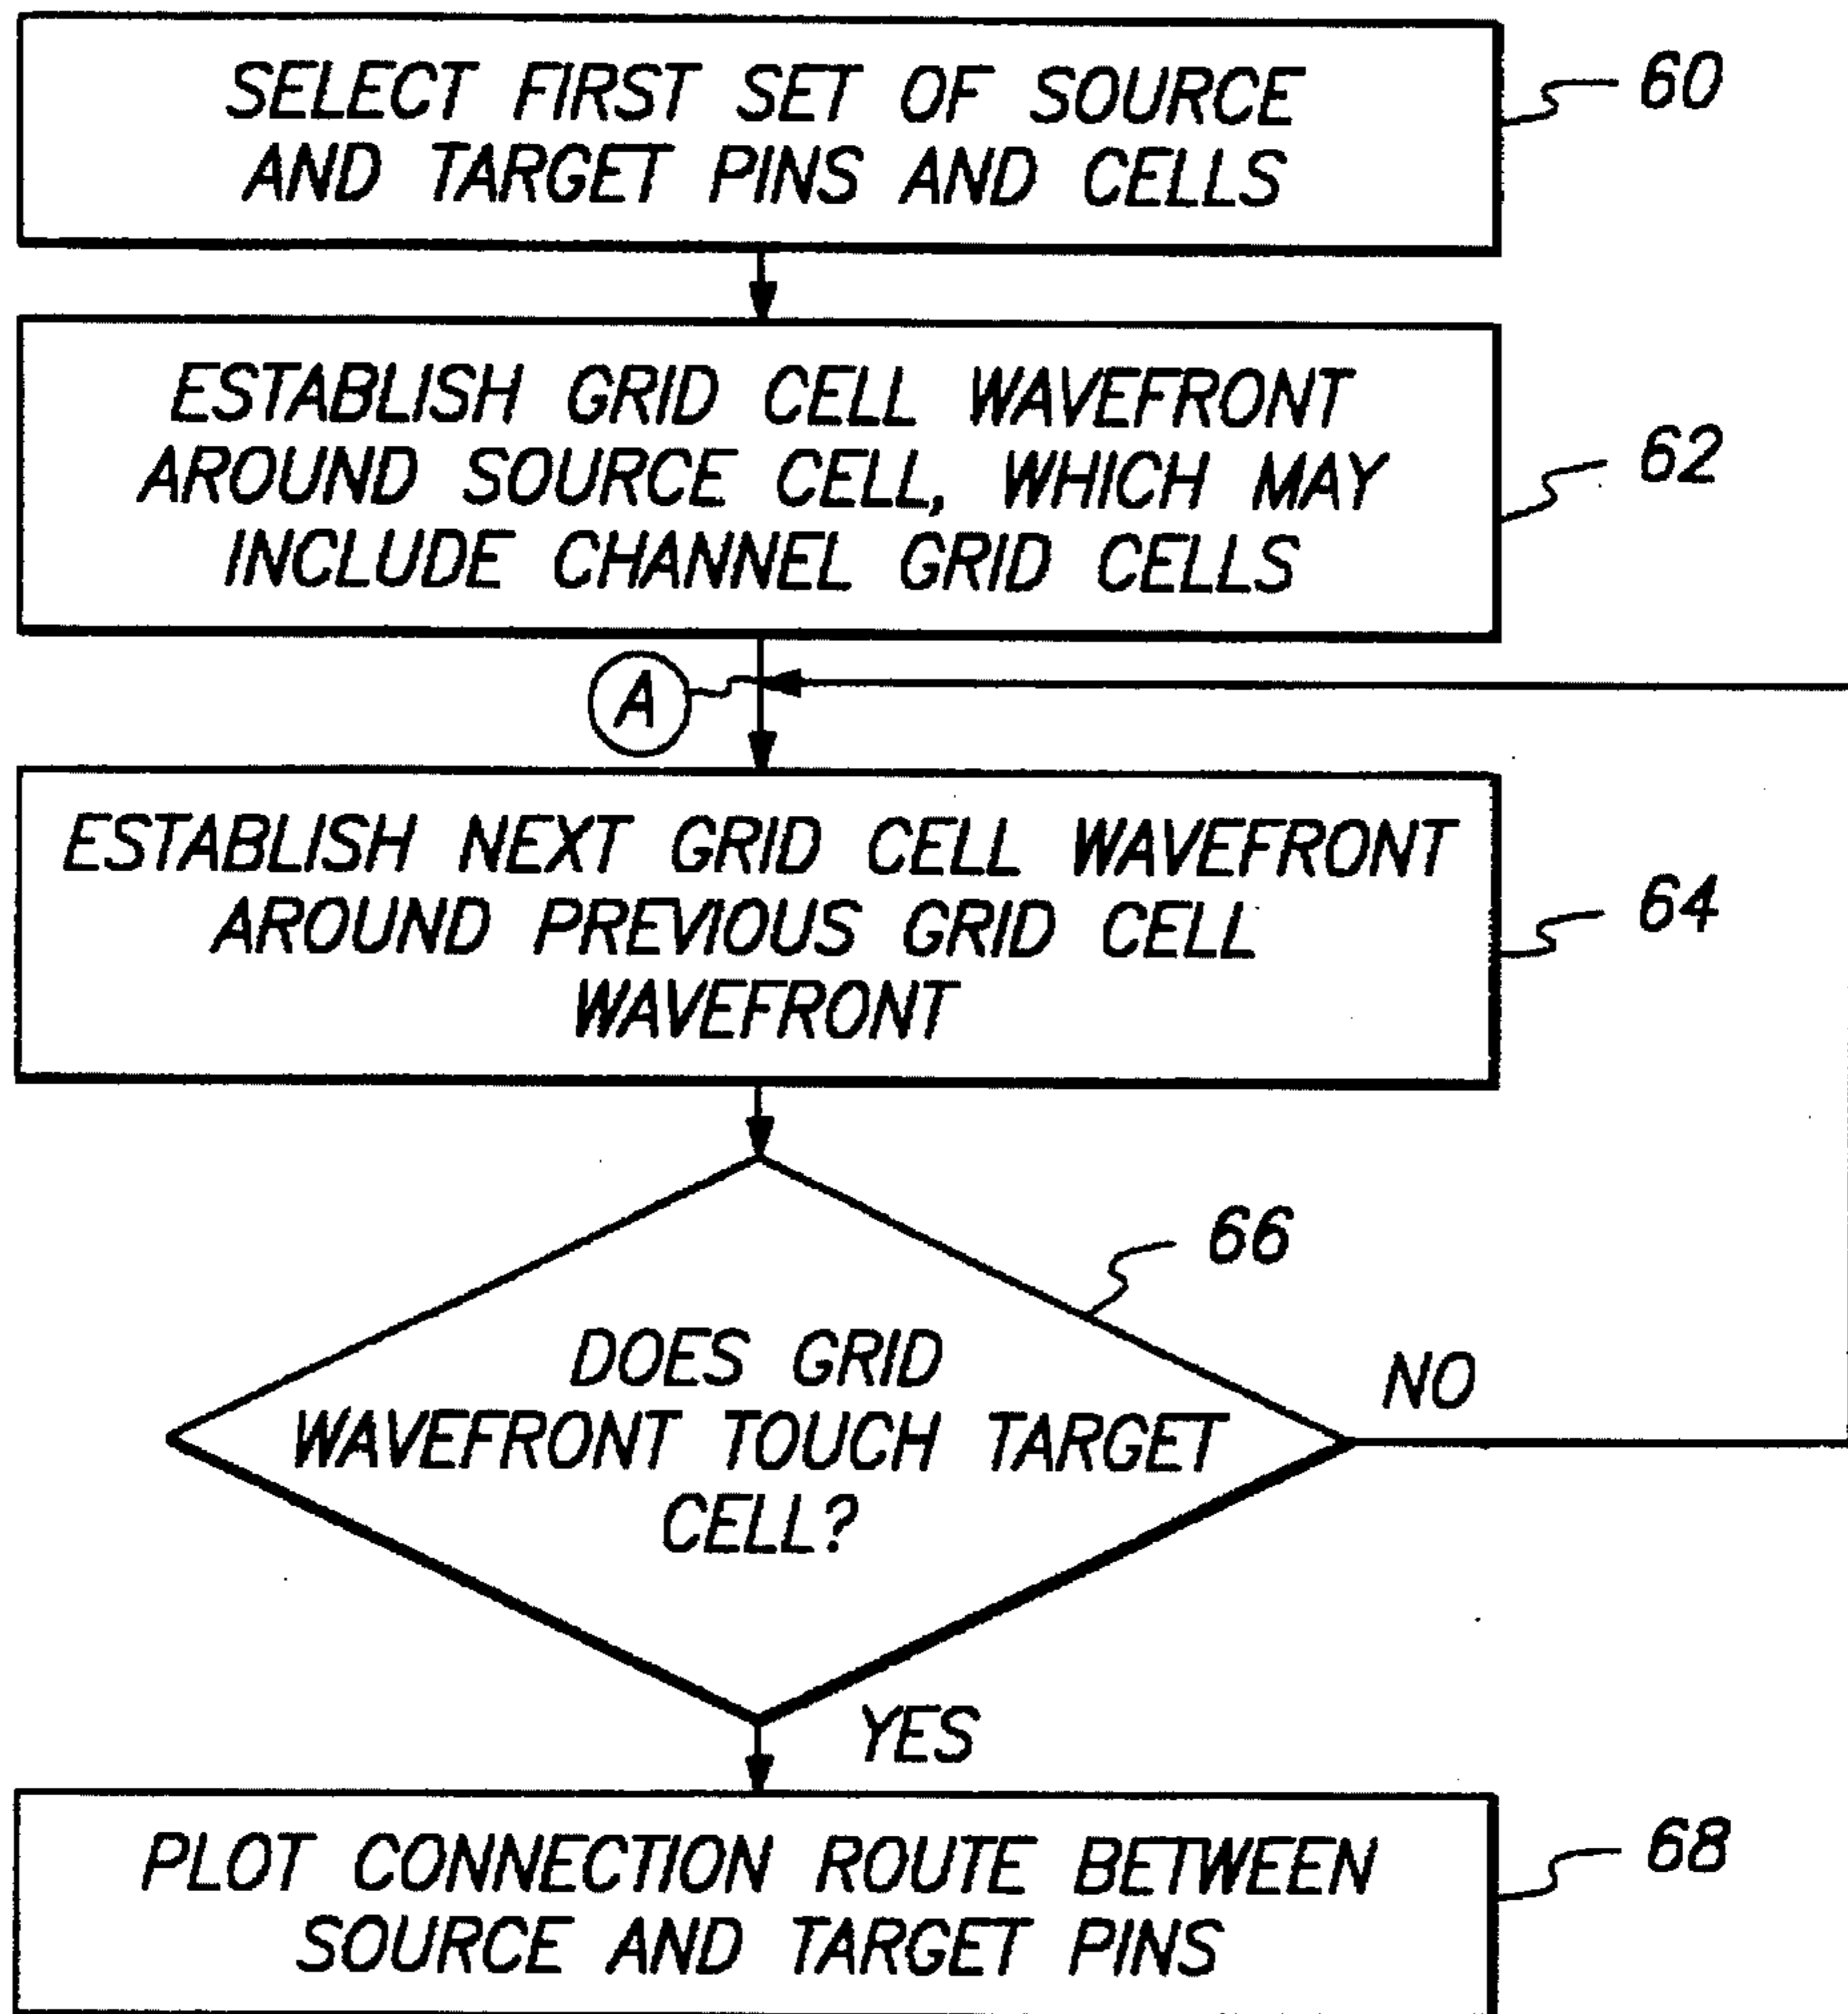 SELECT FIRST SET OF SOURCE
AND TARGET PINS AND CELLS
60
ESTABLISH GRID CELL WAVEFRONT
AROUND SOURCE CELL, WHICH MAY
INCLUDE CHANNEL GRID CELLS
62
A
ESTABLISH NEXT GRID CELL WAVEFRONT
AROUND PREVIOUS GRID CELL
WAVEFRONT
64
66
DOES GRID
WAVEFRONT TOUCH TARGET
CELL?
NO
YES
PLOT CONNECTION ROUTE BETWEEN
SOURCE AND TARGET PINS
68